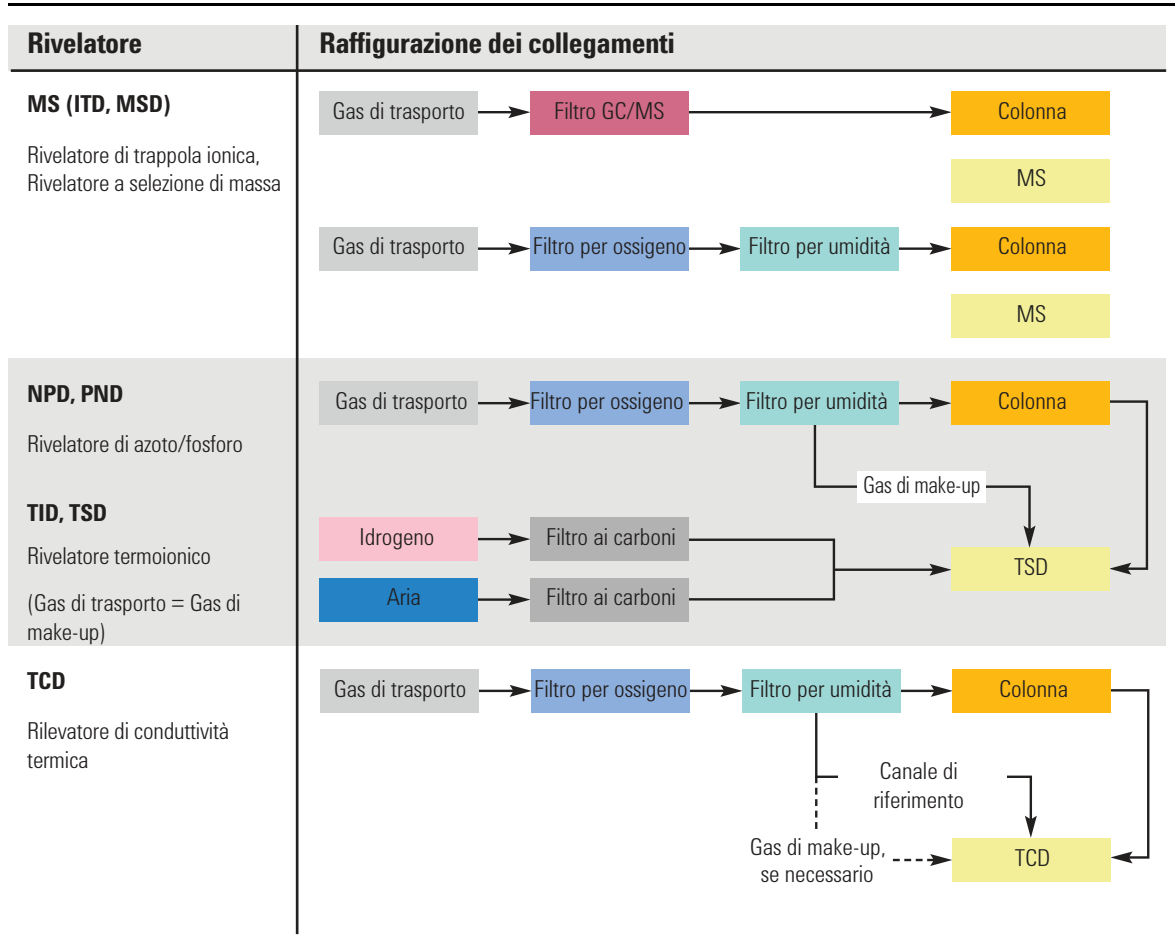 Rivelatore
Raffigurazione dei collegamenti
MS (ITD, MSD)
Rivelatore di trappola ionica,
Rivelatore a selezione di massa
Gas di trasporto
Filtro GC/MS
Colonna
MS
Gas di trasporto
Filtro per ossigeno
Filtro per umidità
Colonna
MS
NPD, PND
Rivelatore di azoto/fosforo
TID, TSD
Rivelatore termoionico
(Gas di trasporto = Gas di
make-up)
Gas di trasporto
Filtro per ossigeno
Filtro per umidità
Colonna
Gas di make-up
Idrogeno
Filtro ai carboni
TSD
Aria
Filtro ai carboni
TCD
Rilevatore di conduttività
termica
Gas di trasporto
Filtro per ossigeno
Filtro per umidità
Colonna
Canale di
riferimento
Gas di make-up,
se necessario
TCD